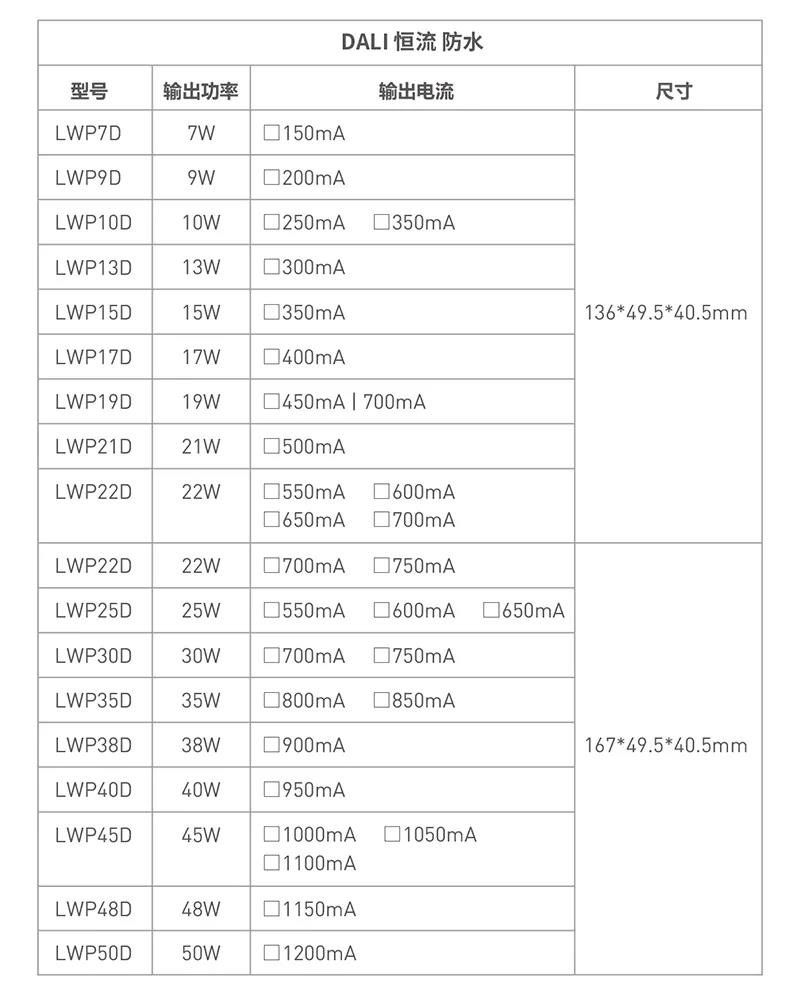 DALI 恒流 防水
型号 输出功率 输出电流 尺寸
LWP7D 7W □150mA
LWP9D 9W □200mA
LWP10D 10W □250mA □350mA
LWP13D 13W □300mA
LWP15D 15W □350mA 136*49.5*40.5mm
LWP17D 17W □400mA
LWP19D 19W □450mA | 700mA
LWP21D 21W □500mA
LWP22D 22W □550mA □600mA
□650mA □700mA
LWP22D 22W □700mA □750mA
LWP25D 25W □550mA □600mA □650mA
LWP30D 30W □700mA □750mA
LWP35D 35W □800mA □850mA
LWP38D 38W □900mA 167*49.5*40.5mm
LWP40D 40W □950mA
LWP45D 45W □1000mA □1050mA
□1100mA
LWP48D 48W □1150mA
LWP50D 50W □1200mA